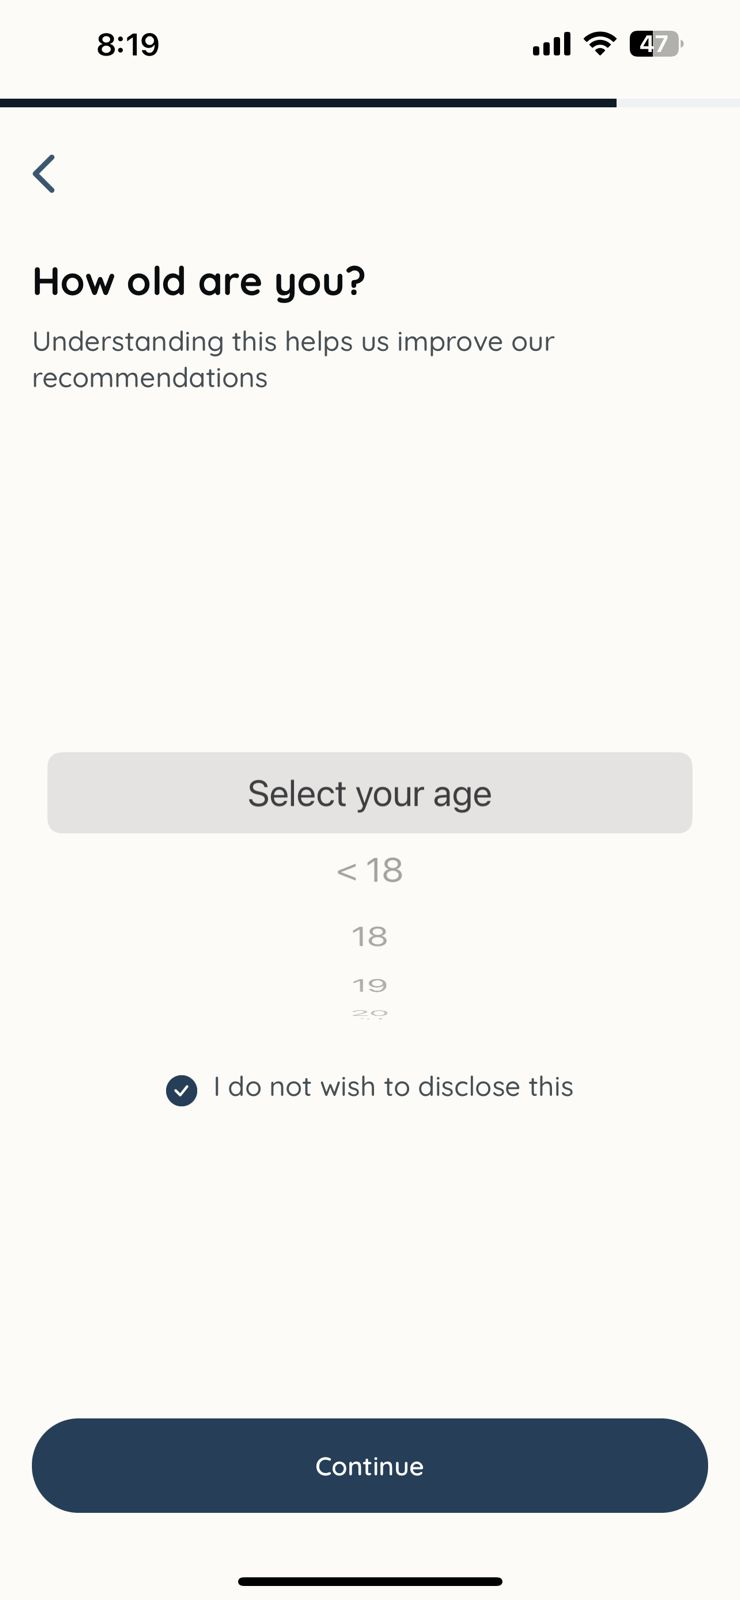 8:19
47
How old are you?
Understanding this helps us improve our
recommendations
Select your age
< 18
18
19
20
I do not wish to disclose this
Continue